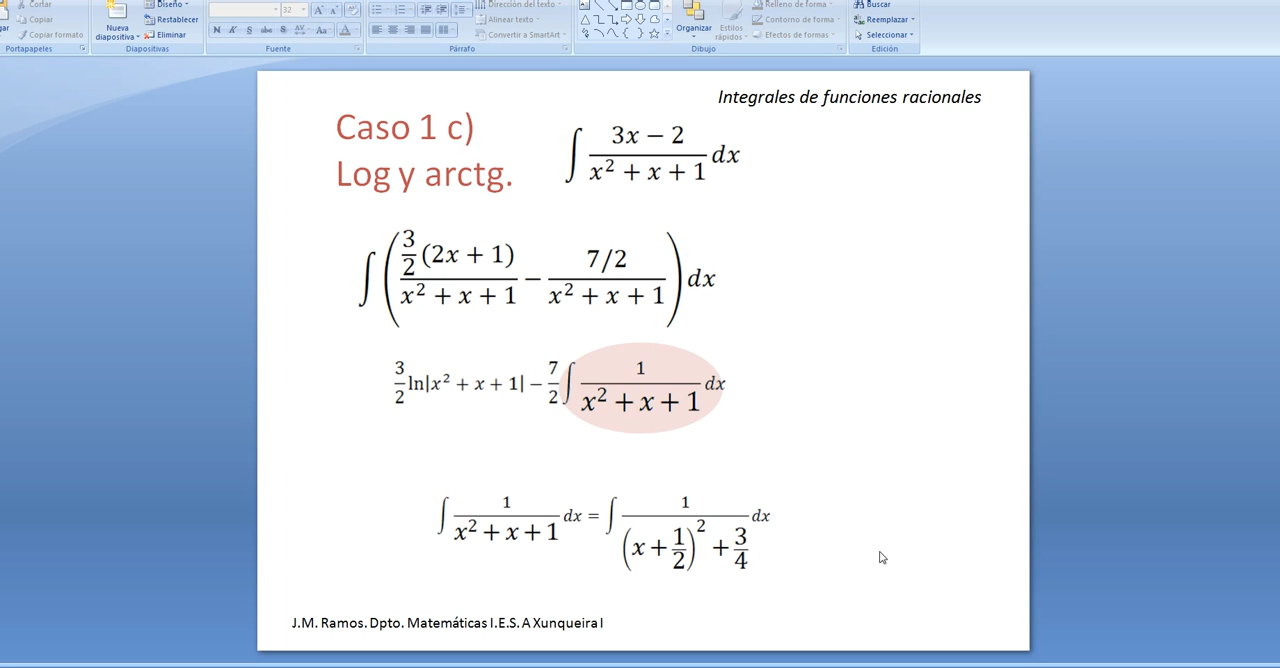 Cortar
Diseño
32
Dirección del texto
Relleno de forma
Buscar
Copiar
Restablecer
Alinear texto
Contorno de forma
Reemplazar
Copiar formato
Nueva diapositiva
Eliminar
N K S abc S AV Aa A
Convertir a SmartArt
Organizar
Estilos rápidos
Efectos de formas
Seleccionar
Portapapeles
Diapositivas
Fuente
Párrafo
Dibujo
Edición
Integrales de funciones racionales
Caso 1 c)
Log y arctg.
∫ (3x − 2)/(x² + x + 1) dx
∫ ( (3/2 (2x + 1))/(x² + x + 1) − (7/2)/(x² + x + 1) ) dx
3/2 ln|x² + x + 1| − 7/2 ∫ 1/(x² + x + 1) dx
∫ 1/(x² + x + 1) dx = ∫ 1/((x + 1/2)² + 3/4) dx
J.M. Ramos. Dpto. Matemáticas I.E.S. A Xunqueira I